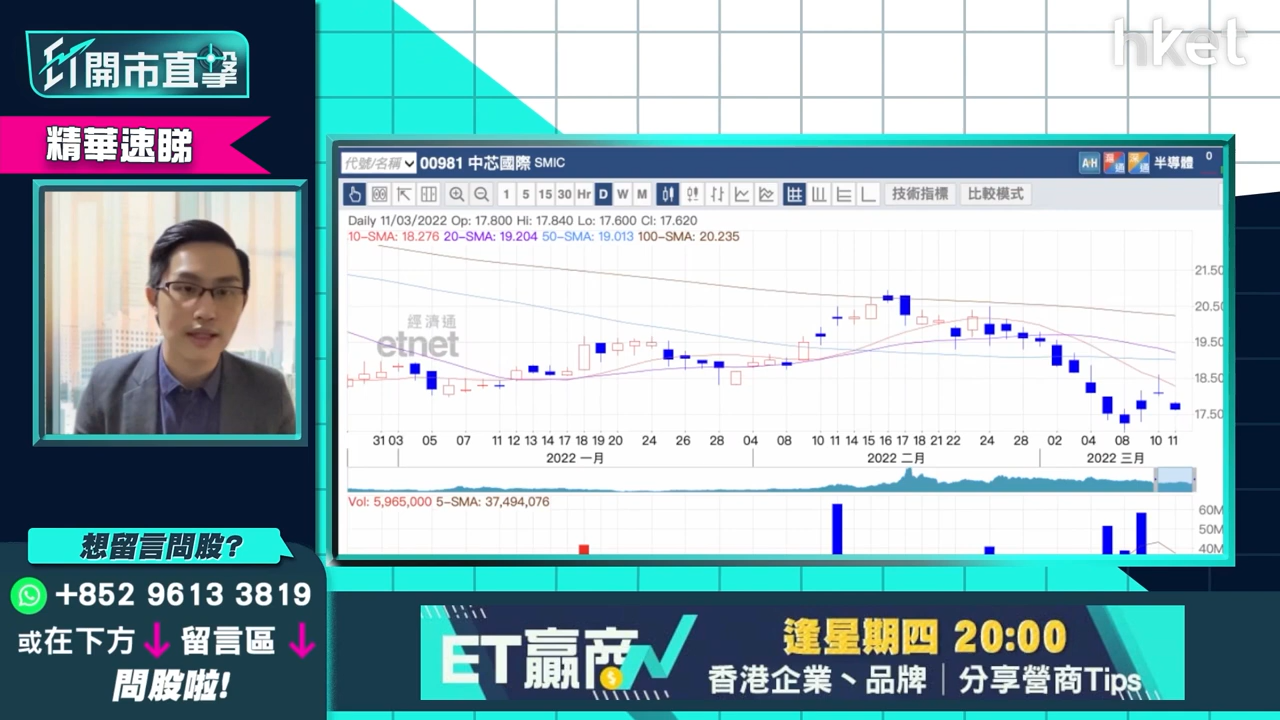 hket
ET開市直擊
精華速睇
代號/名稱 00981 中芯國際 SMIC
A·H 滬通 深通 半導體 0
1 5 15 30 Hr D W M 技術指標 比較模式
Daily 11/03/2022 Op: 17.800 Hi: 17.840 Lo: 17.600 Cl: 17.620
10-SMA: 18.276 20-SMA: 19.204 50-SMA: 19.013 100-SMA: 20.235
21.50
20.50
19.50
18.50
17.50
經濟通
etnet
31 03 05 07 11 12 13 14 17 18 19 20 24 26 28 04 08 10 11 14 15 16 17 18 21 22 24 28 02 04 08 10 11
2022 一月 2022 二月 2022 三月
Vol: 5,965,000 5-SMA: 37,494,076
60M
50M
40M
想留言問股?
+852 9613 3819
或在下方 留言區
問股啦!
ET贏商
逢星期四 20:00
香港企業、品牌｜分享營商Tips